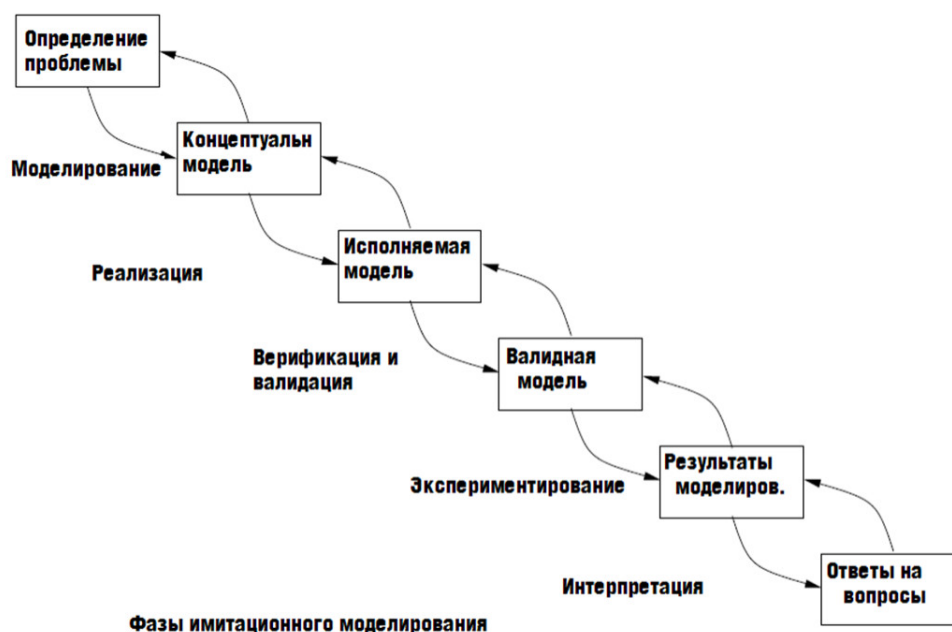 Определение
проблемы
Концептуальн
модель
Моделирование
Исполняемая
модель
Реализация
Верификация и
валидация
Валидная
модель
Результаты
моделиров.
Экспериментирование
Ответы на
вопросы
Интерпретация
Фазы имитационного моделирования